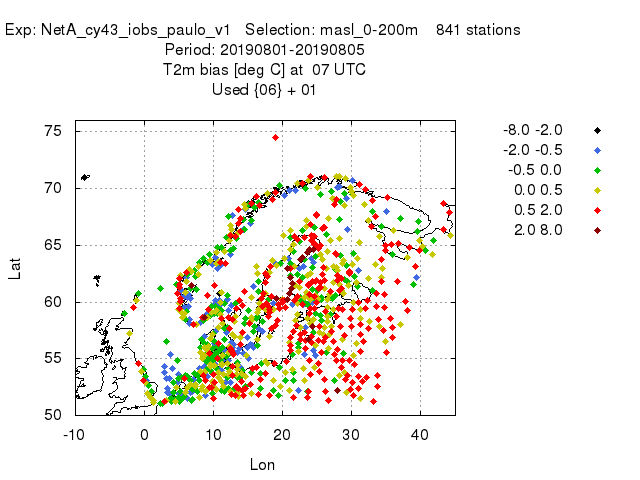 Exp: NetA_cy43_iobs_paulo_v1 Selection: masl_0-200m 841 stations
Period: 20190801-20190805
T2m bias [deg C] at 07 UTC
Used {06} + 01
-8.0 -2.0
-2.0 -0.5
-0.5 0.0
0.0 0.5
0.5 2.0
2.0 8.0
75
70
65
60
55
50
Lat
-10 0 10 20 30 40
Lon